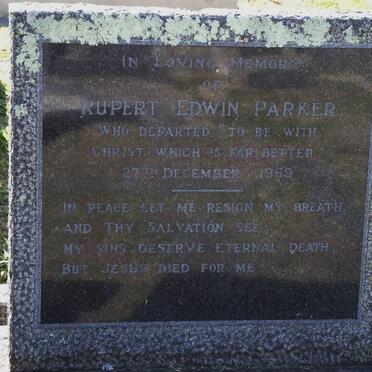 In Loving Memory
of
Rupert Edwin Parker
who departed to be with
Christ which is far better
27th December 1989
In peace let me resign my breath
and Thy Salvation see
my sins deserve eternal death,
But Jesus died for me